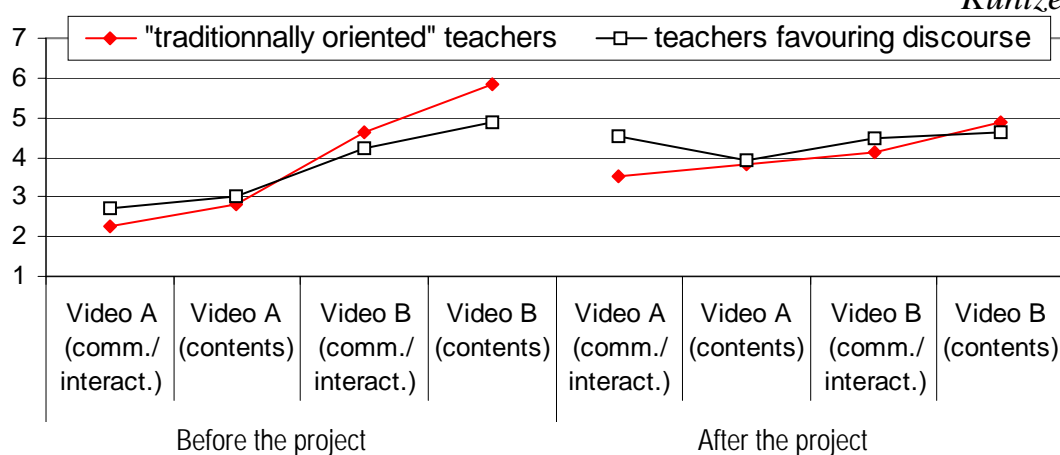 Kuntze
7
"traditionnally oriented" teachers teachers favouring discourse
6
5
4
3
2
1
Video A (comm./ interact.)
Video A (contents)
Video B (comm./ interact.)
Video B (contents)
Video A (comm./ interact.)
Video A (contents)
Video B (comm./ interact.)
Video B (contents)
Before the project
After the project